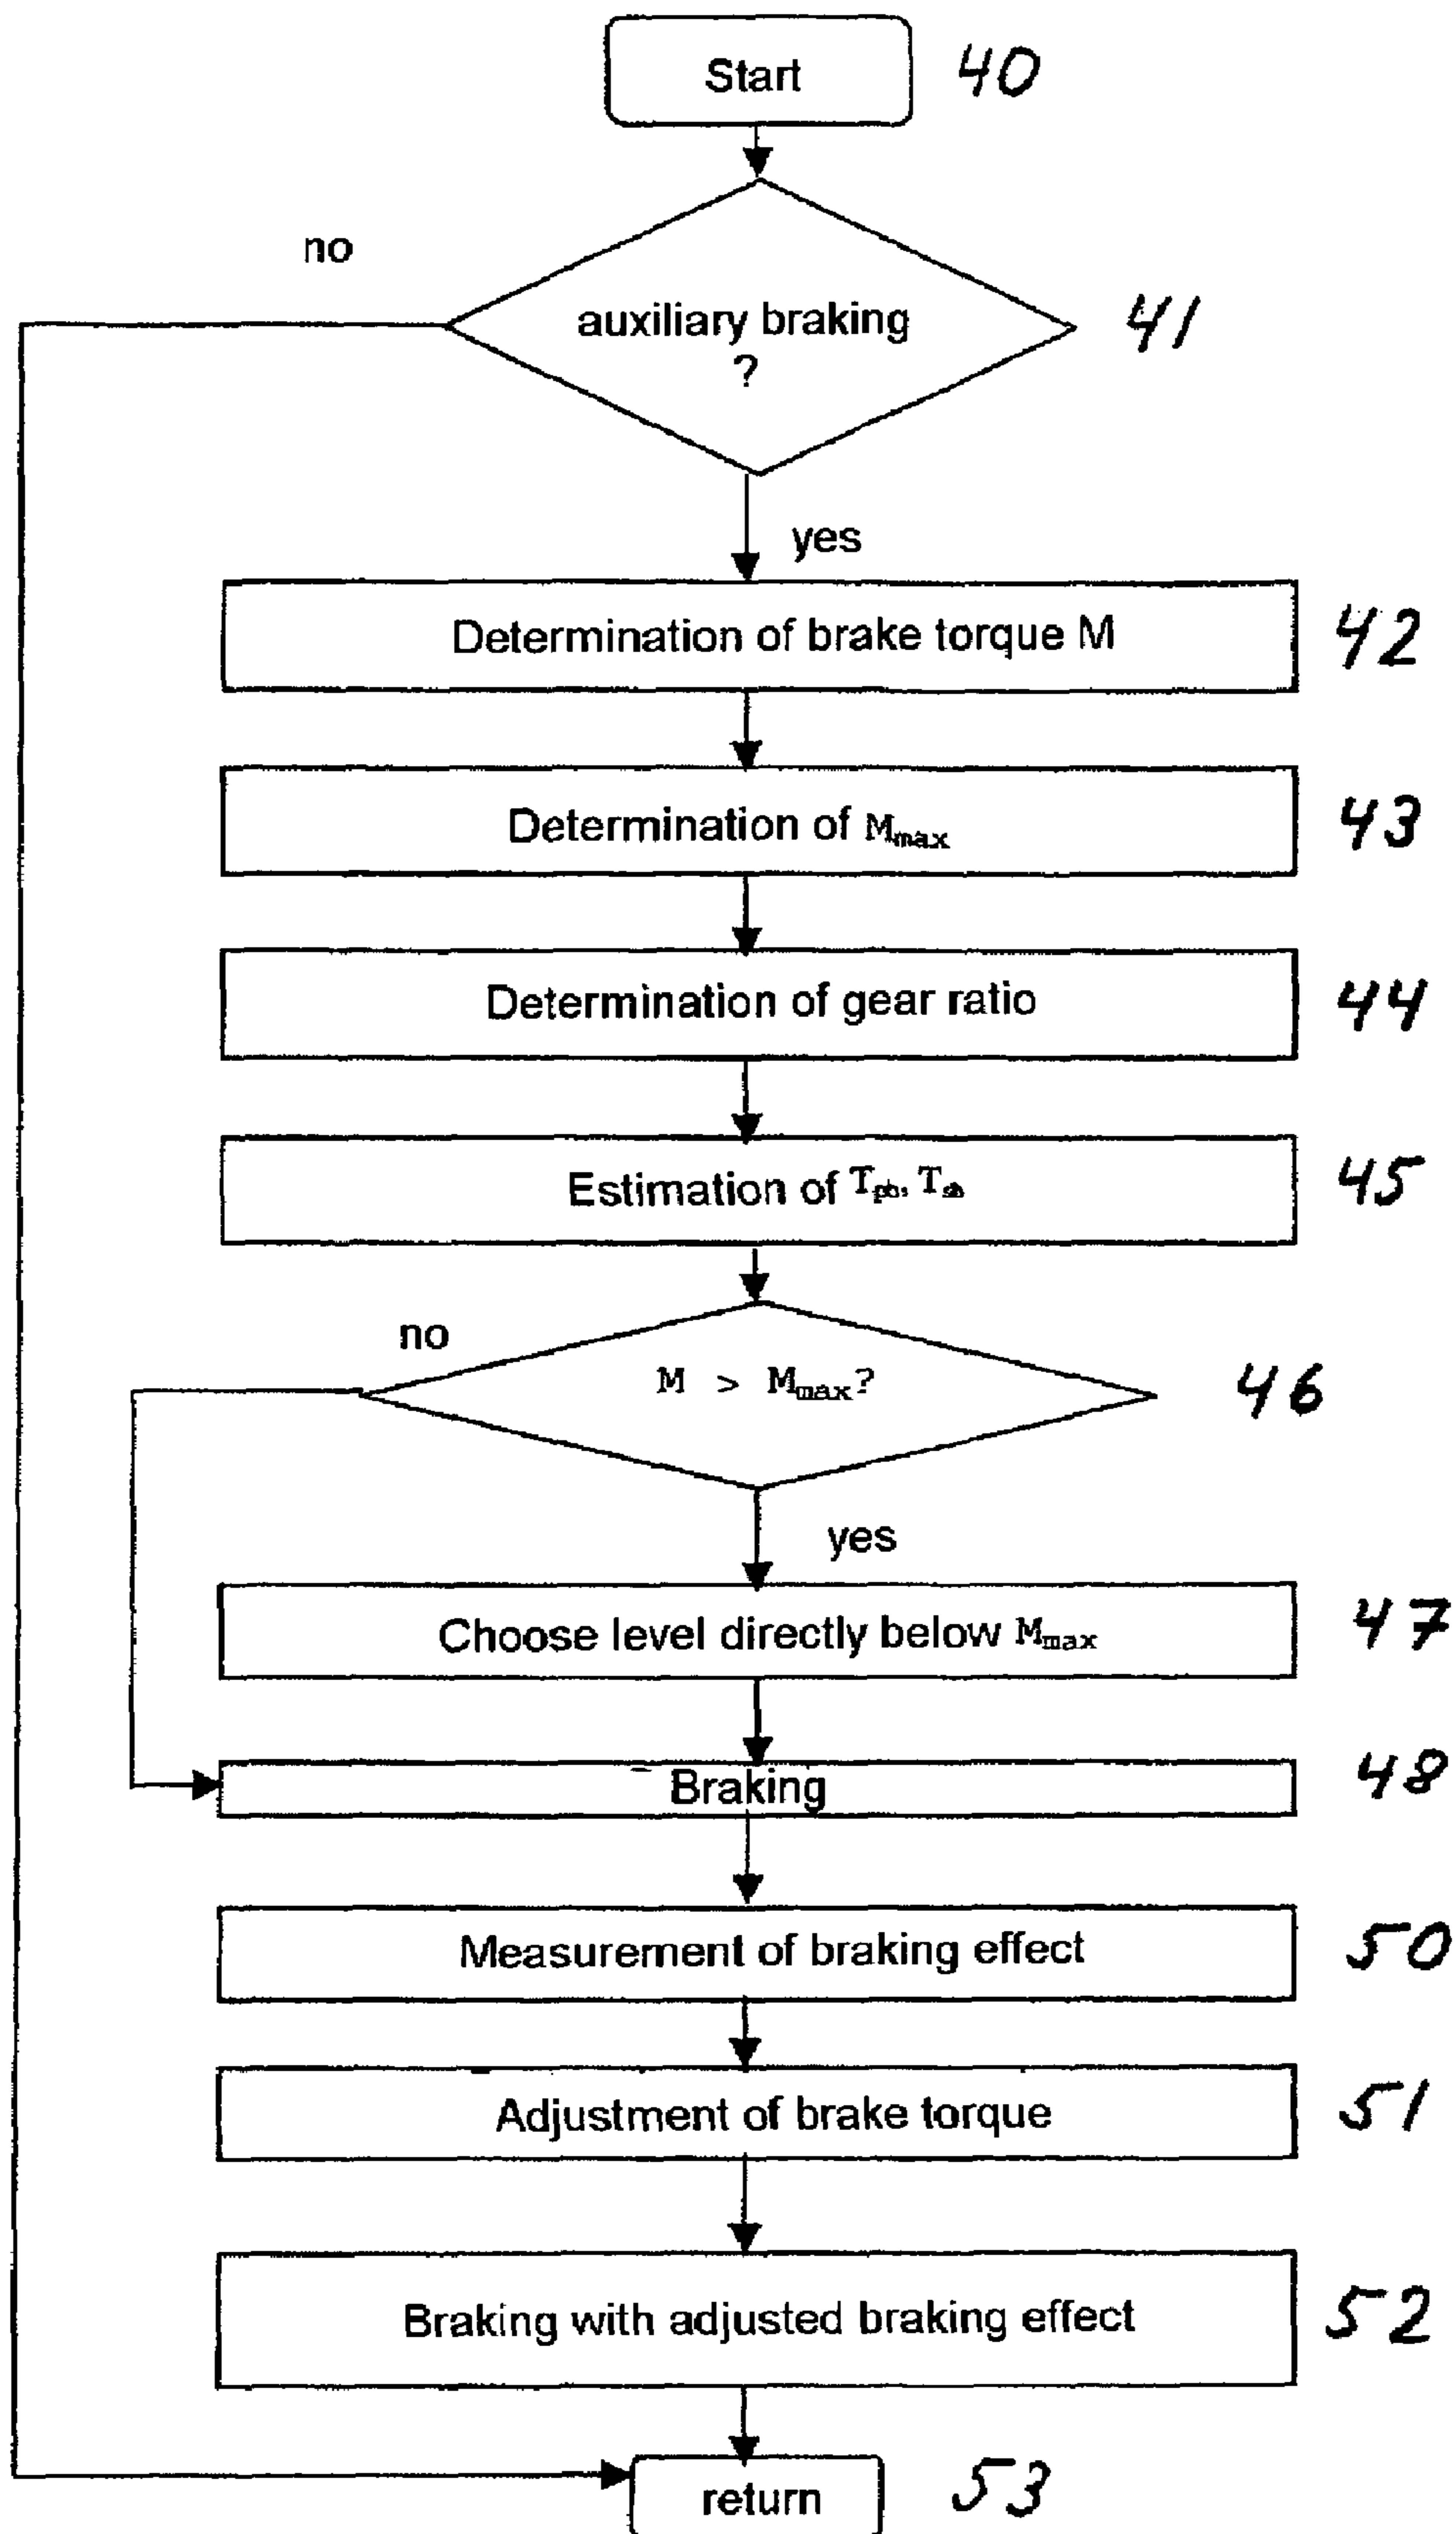 Start 40
no
auxiliary braking 41
?
yes
Determination of brake torque M 42
Determination of Mmax 43
Determination of gear ratio 44
Estimation of Tpb, Tsb 45
no
M > Mmax? 46
yes
Choose level directly below Mmax 47
Braking 48
Measurement of braking effect 50
Adjustment of brake torque 51
Braking with adjusted braking effect 52
return 53